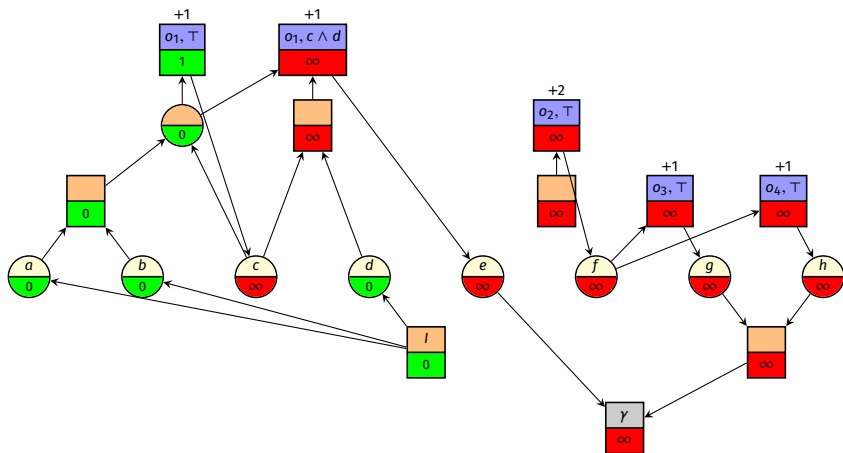 +1
+1
o₁, ⊤
o₁, c ∧ d
1
∞
+2
o₂, ⊤
∞
0
∞
+1
+1
o₃, ⊤
o₄, ⊤
0
∞
∞
∞
a
b
c
d
e
f
g
h
0
0
∞
0
∞
∞
∞
∞
I
0
∞
γ
∞